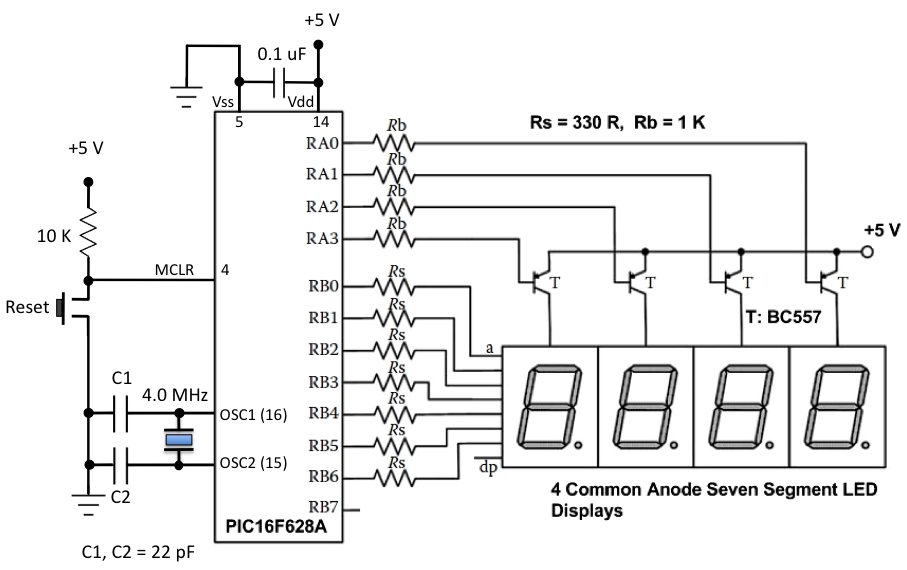 +5 V
0.1 uF
Vss
Vdd
5
14
Rs = 330 R, Rb = 1 K
RA0
Rb
RA1
Rb
RA2
Rb
RA3
Rb
+5 V
10 K
MCLR
4
Reset
+5 V
T
T
T
T
T: BC557
RB0
Rs
RB1
Rs
RB2
Rs
RB3
Rs
RB4
Rs
RB5
Rs
RB6
Rs
RB7
a
dp
C1
4.0 MHz
OSC1 (16)
OSC2 (15)
C2
PIC16F628A
C1, C2 = 22 pF
4 Common Anode Seven Segment LED
Displays